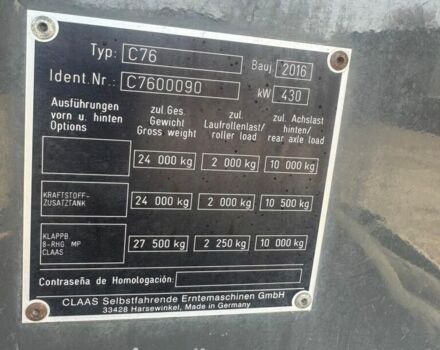 Typ: C76 Bauj 2016
Ident.Nr.: C7600090 kW 430
Ausführungen
vorn u. hinten
Options
zul.Ges.
Gewicht
Gross weight
zul.
Laufrollenlast/
roller load
zul. Achslast
hinten/
rear axle load
24 000 kg 2 000 kg 10 000 kg
KRAFTSTOFF-
ZUSATZTANK
24 000 kg 2 000 kg 10 500 kg
KLAPPB.
8-RHG. MP
CLAAS
27 500 kg 2 250 kg 10 000 kg
Contraseña de Homologación:
CLAAS Selbstfahrende Erntemaschinen GmbH
33428 Harsewinkel, Made in Germany